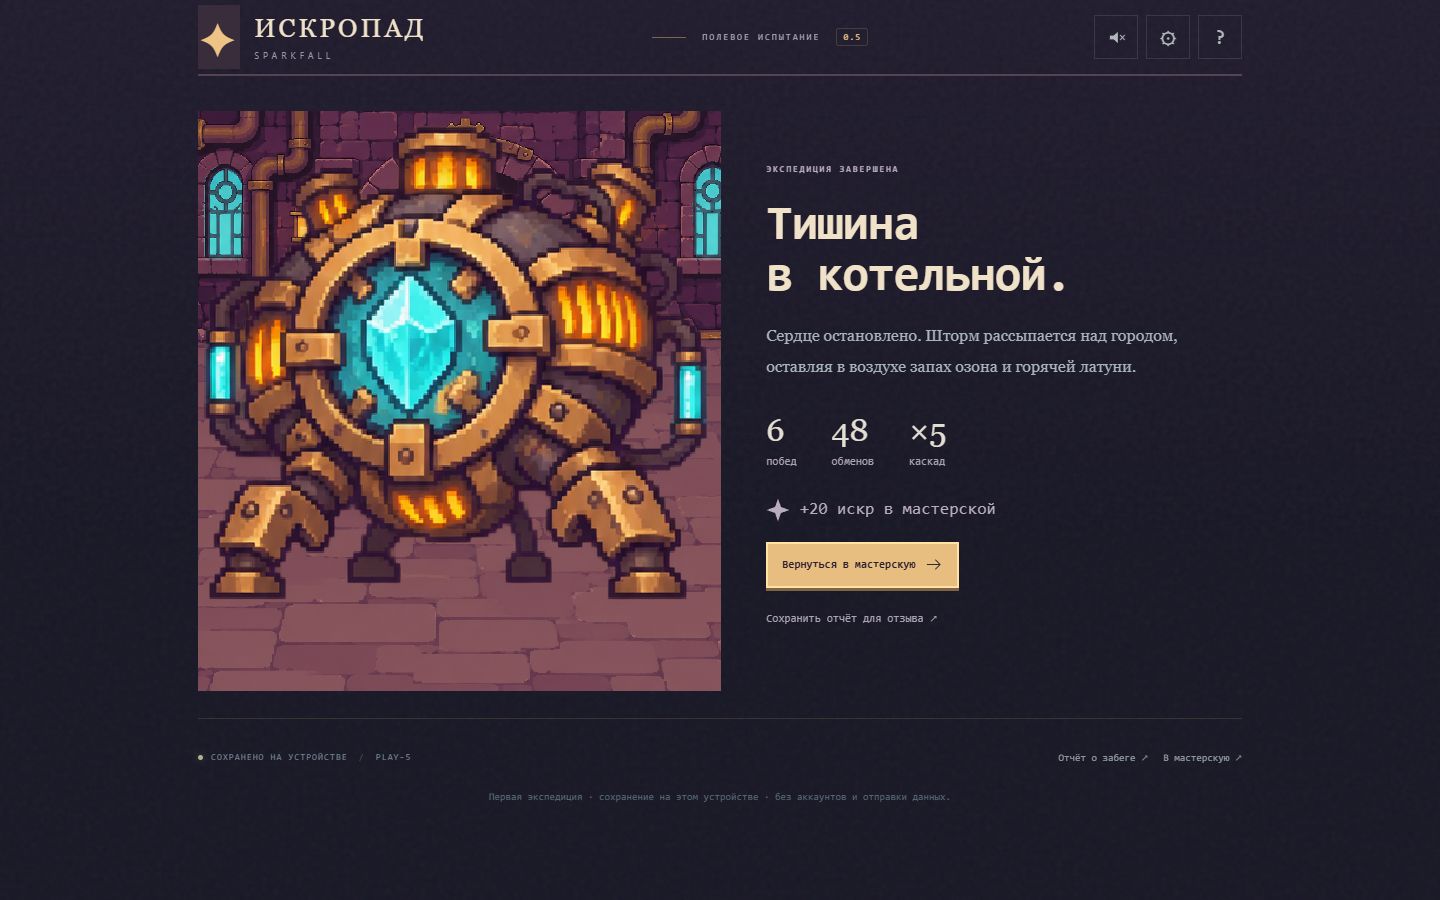 ИСКРОПАД
SPARKFALL
ПОЛЕВОЕ ИСПЫТАНИЕ 0.5
?
ЭКСПЕДИЦИЯ ЗАВЕРШЕНА
Тишина
в котельной.
Сердце остановлено. Шторм рассыпается над городом,
оставляя в воздухе запах озона и горячей латуни.
6 48 ×5
побед обменов каскад
+20 искр в мастерской
Вернуться в мастерскую →
Сохранить отчёт для отзыва ↗
СОХРАНЕНО НА УСТРОЙСТВЕ / PLAY-5
Отчёт о забеге ↗ В мастерскую ↗
Первая экспедиция · сохранение на этом устройстве · без аккаунтов и отправки данных.